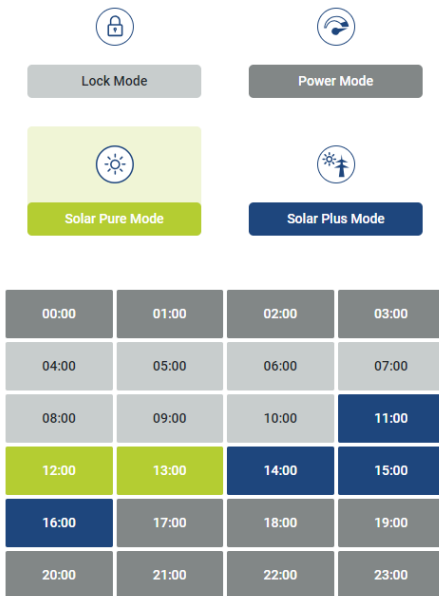 Lock Mode Power Mode
Solar Pure Mode Solar Plus Mode
00:00 01:00 02:00 03:00
04:00 05:00 06:00 07:00
08:00 09:00 10:00 11:00
12:00 13:00 14:00 15:00
16:00 17:00 18:00 19:00
20:00 21:00 22:00 23:00